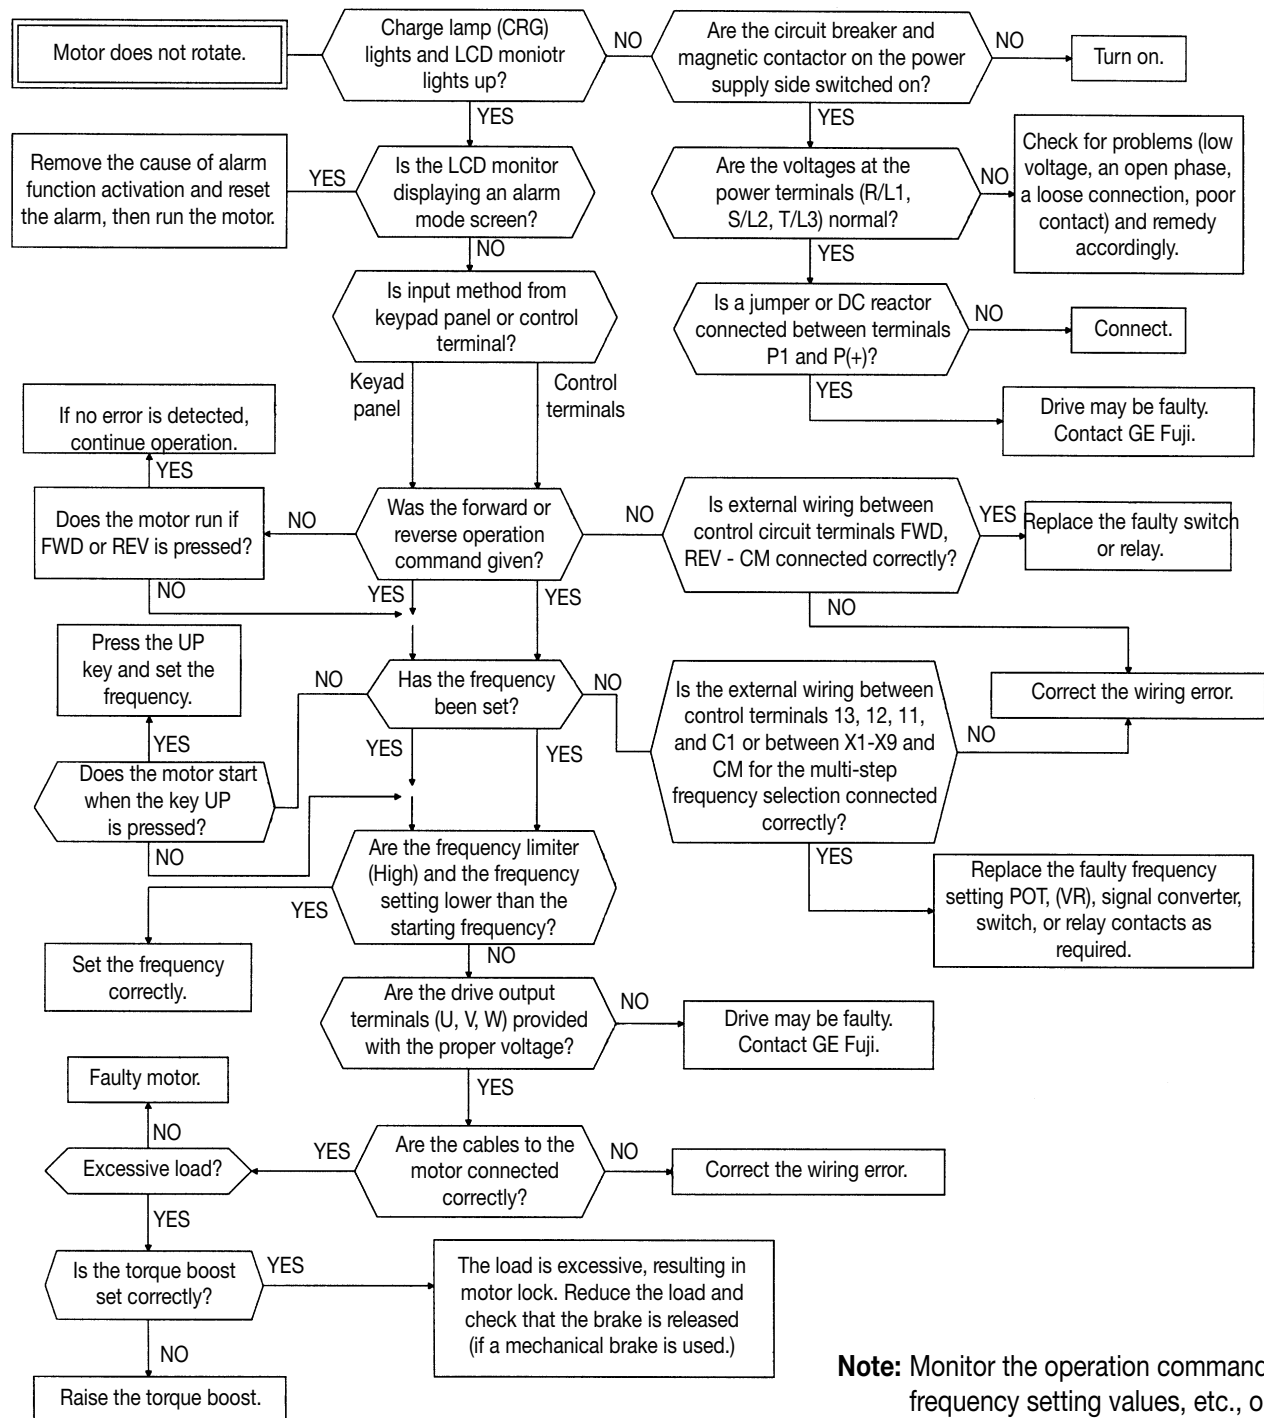 Motor does not rotate.
Charge lamp (CRG)
lights and LCD moniotr
lights up?
NO
Are the circuit breaker and
magnetic contactor on the power
supply side switched on?
NO
Turn on.
YES
YES
Remove the cause of alarm
function activation and reset
the alarm, then run the motor.
YES
Is the LCD monitor
displaying an alarm
mode screen?
Are the voltages at the
power terminals (R/L1,
S/L2, T/L3) normal?
NO
Check for problems (low
voltage, an open phase,
a loose connection, poor
contact) and remedy
accordingly.
NO
YES
Is input method from
keypad panel or control
terminal?
Is a jumper or DC reactor
connected between terminals
P1 and P(+)?
NO
Connect.
Keyad
panel
Control
terminals
YES
Drive may be faulty.
Contact GE Fuji.
If no error is detected,
continue operation.
YES
Does the motor run if
FWD or REV is pressed?
NO
Was the forward or
reverse operation
command given?
NO
Is external wiring between
control circuit terminals FWD,
REV - CM connected correctly?
YES
Replace the faulty switch
or relay.
NO
YES
YES
NO
Press the UP
key and set the
frequency.
NO
Has the frequency
been set?
NO
Is the external wiring between
control terminals 13, 12, 11,
and C1 or between X1-X9 and
CM for the multi-step
frequency selection connected
correctly?
NO
Correct the wiring error.
YES
YES
YES
Does the motor start
when the key UP
is pressed?
NO
Are the frequency limiter
(High) and the frequency
setting lower than the
starting frequency?
YES
YES
Replace the faulty frequency
setting POT, (VR), signal converter,
switch, or relay contacts as
required.
Set the frequency
correctly.
NO
Are the drive output
terminals (U, V, W) provided
with the proper voltage?
NO
Drive may be faulty.
Contact GE Fuji.
Faulty motor.
YES
NO
Excessive load?
YES
Are the cables to the
motor connected
correctly?
NO
Correct the wiring error.
YES
Is the torque boost
set correctly?
YES
The load is excessive, resulting in
motor lock. Reduce the load and
check that the brake is released
(if a mechanical brake is used.)
NO
Raise the torque boost.
Note: Monitor the operation command
frequency setting values, etc., o